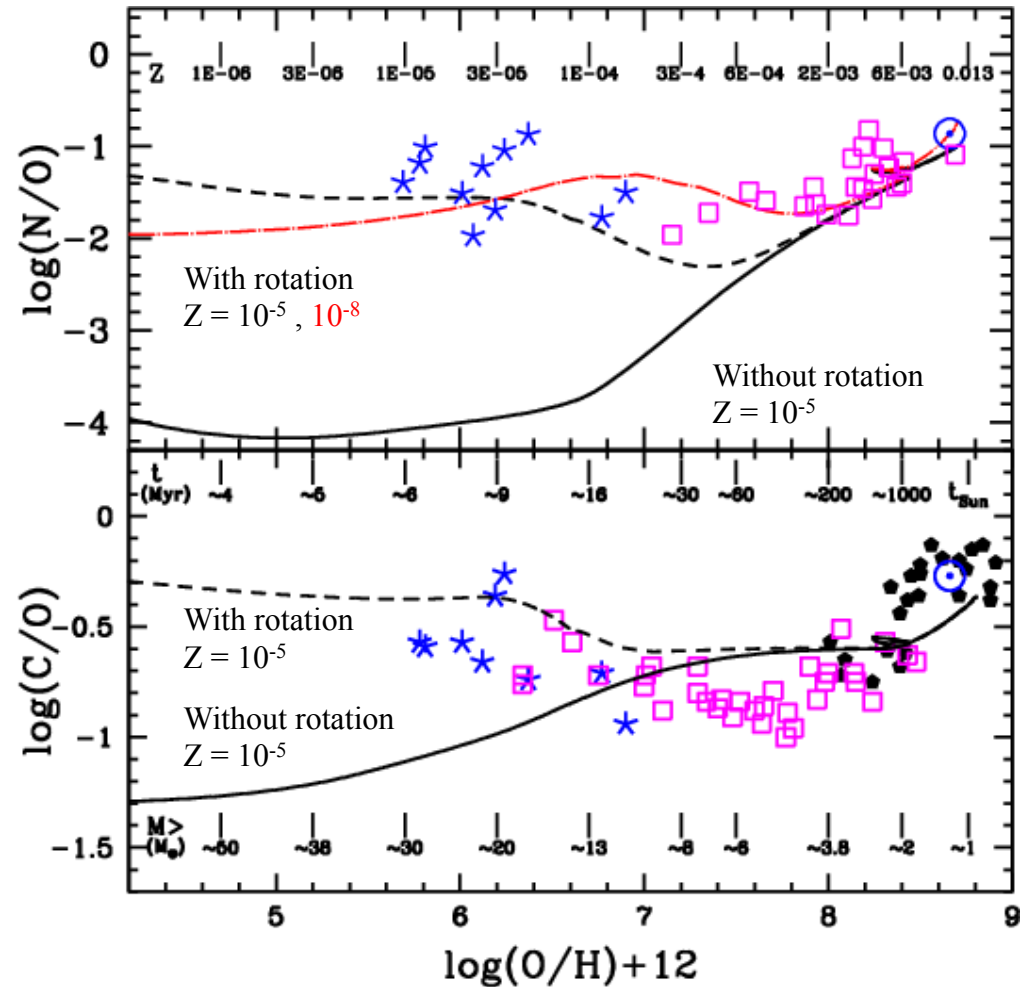 0
Z 1E-06 3E-06 1E-05 3E-05 1E-04 3E-4 6E-04 2E-03 6E-03 0.013
-1
-2
With rotation
Z = 10⁻⁵ , 10⁻⁸
-3
Without rotation
Z = 10⁻⁵
-4
log(N/O)
t
(Myr) ~4 ~5 ~6 ~9 ~16 ~30 ~60 ~200 ~1000 t_Sun
0
With rotation
Z = 10⁻⁵
-0.5
Without rotation
Z = 10⁻⁵
-1
M>
(M⊙) ~60 ~38 ~30 ~20 ~13 ~8 ~6 ~3.8 ~2 ~1
-1.5
log(C/O)
5 6 7 8 9
log(O/H)+12